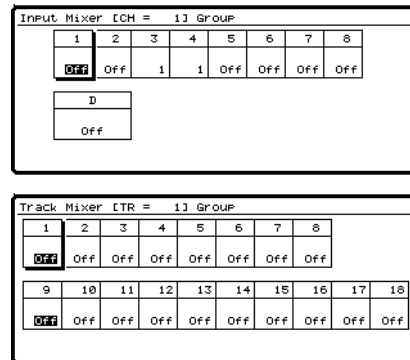 Input Mixer [CH = 1] Group
1 2 3 4 5 6 7 8
Off Off 1 1 Off Off Off Off
D
Off
Track Mixer [TR = 1] Group
1 2 3 4 5 6 7 8
Off Off Off Off Off Off Off Off
9 10 11 12 13 14 15 16 17 18
Off Off Off Off Off Off Off Off Off Off